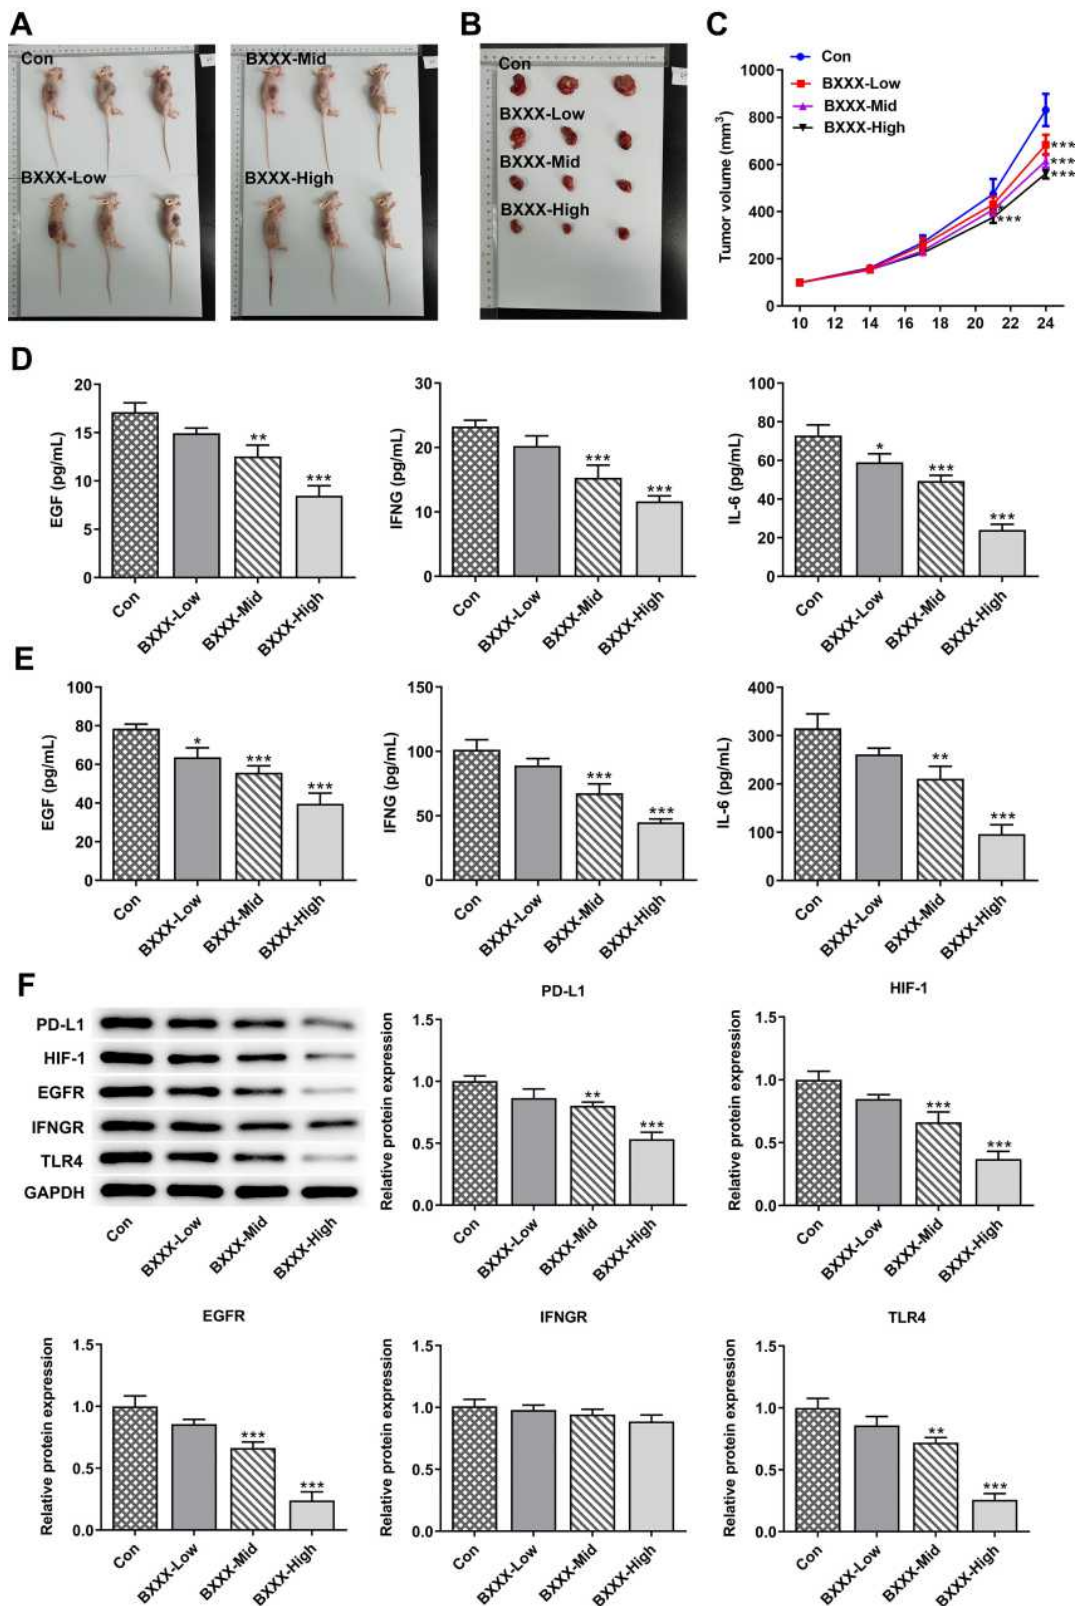 A
Con
BXXX-Mid
BXXX-Low
BXXX-High
B
Con
BXXX-Low
BXXX-Mid
BXXX-High
C
Con
BXXX-Low
BXXX-Mid
BXXX-High
Tumor volume (mm³)
1000
800
600
400
200
0
***
***
***
***
10 12 14 16 18 20 22 24
D
EGF (pg/mL)
20
15
10
5
0
**
***
Con
BXXX-Low
BXXX-Mid
BXXX-High
IFNG (pg/mL)
30
20
10
0
***
***
Con
BXXX-Low
BXXX-Mid
BXXX-High
IL-6 (pg/mL)
80
60
40
20
0
*
***
***
Con
BXXX-Low
BXXX-Mid
BXXX-High
E
EGF (pg/mL)
80
60
40
20
0
100
*
***
***
Con
BXXX-Low
BXXX-Mid
BXXX-High
IFNG (pg/mL)
150
100
50
0
***
***
Con
BXXX-Low
BXXX-Mid
BXXX-High
IL-6 (pg/mL)
400
300
200
100
0
**
***
Con
BXXX-Low
BXXX-Mid
BXXX-High
F
PD-L1
HIF-1
EGFR
IFNGR
TLR4
GAPDH
Con
BXXX-Low
BXXX-Mid
BXXX-High
PD-L1
Relative protein expression
1.5
1.0
0.5
0.0
**
***
Con
BXXX-Low
BXXX-Mid
BXXX-High
HIF-1
Relative protein expression
1.5
1.0
0.5
0.0
***
***
Con
BXXX-Low
BXXX-Mid
BXXX-High
EGFR
Relative protein expression
1.5
1.0
0.5
0.0
***
***
Con
BXXX-Low
BXXX-Mid
BXXX-High
IFNGR
Relative protein expression
1.5
1.0
0.5
0.0
Con
BXXX-Low
BXXX-Mid
BXXX-High
TLR4
Relative protein expression
1.5
1.0
0.5
0.0
**
***
Con
BXXX-Low
BXXX-Mid
BXXX-High